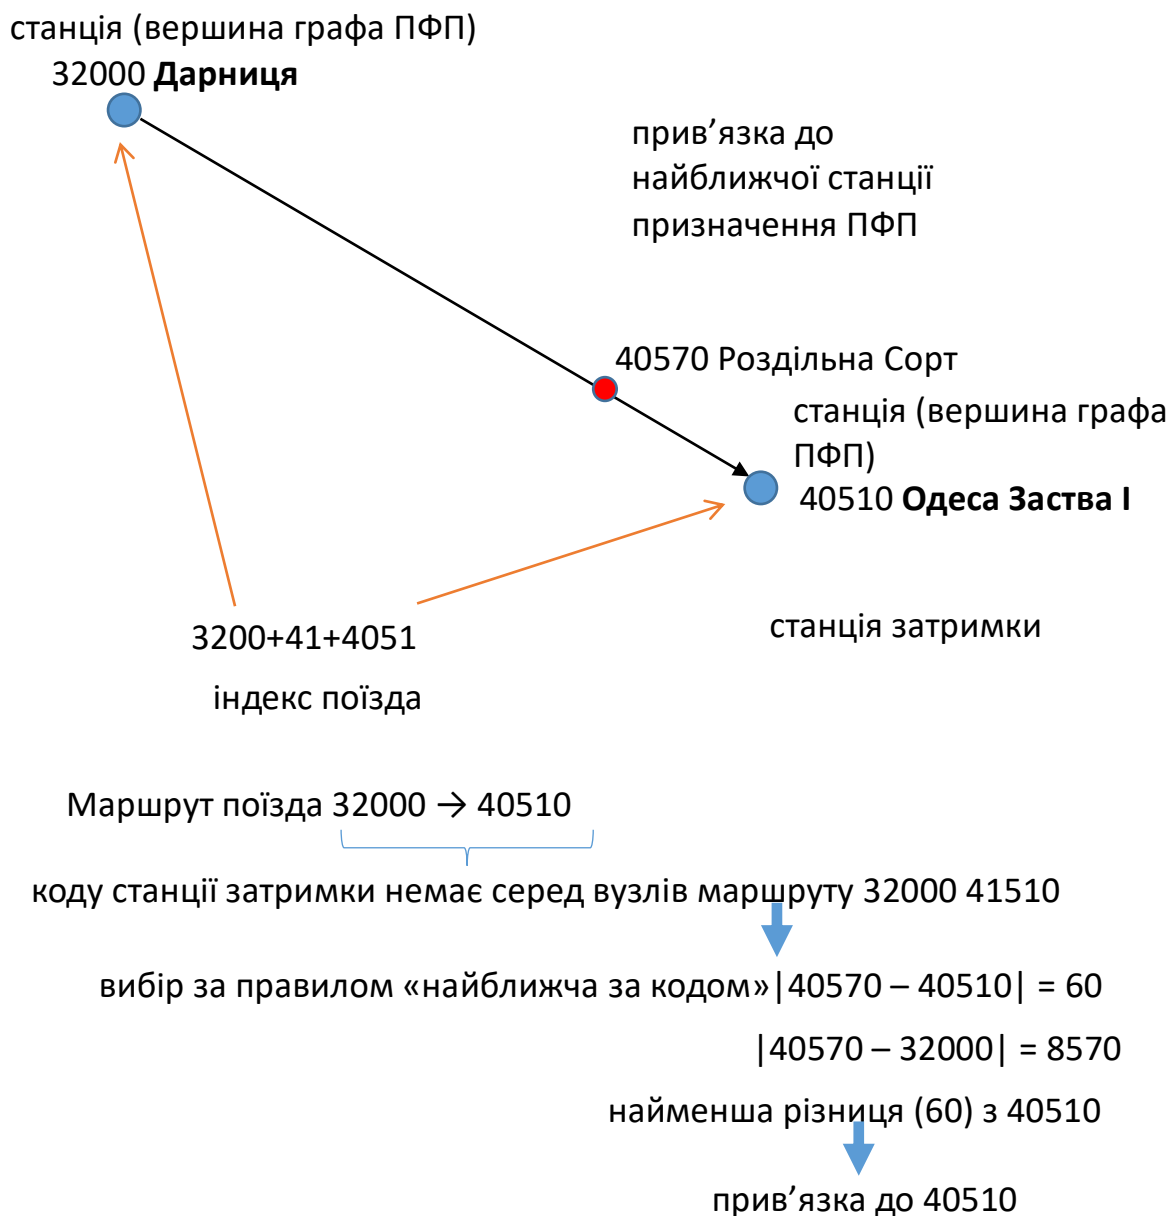 станція (вершина графа ПФП)
32000 Дарниця
прив’язка до
найближчої станції
призначення ПФП
40570 Роздільна Сорт
станція (вершина графа
ПФП)
40510 Одеса Заства І
3200+41+4051
індекс поїзда
станція затримки
Маршрут поїзда 32000 → 40510
коду станції затримки немає серед вузлів маршруту 32000 41510
вибір за правилом «найближча за кодом»|40570 – 40510| = 60
|40570 – 32000| = 8570
найменша різниця (60) з 40510
прив’язка до 40510